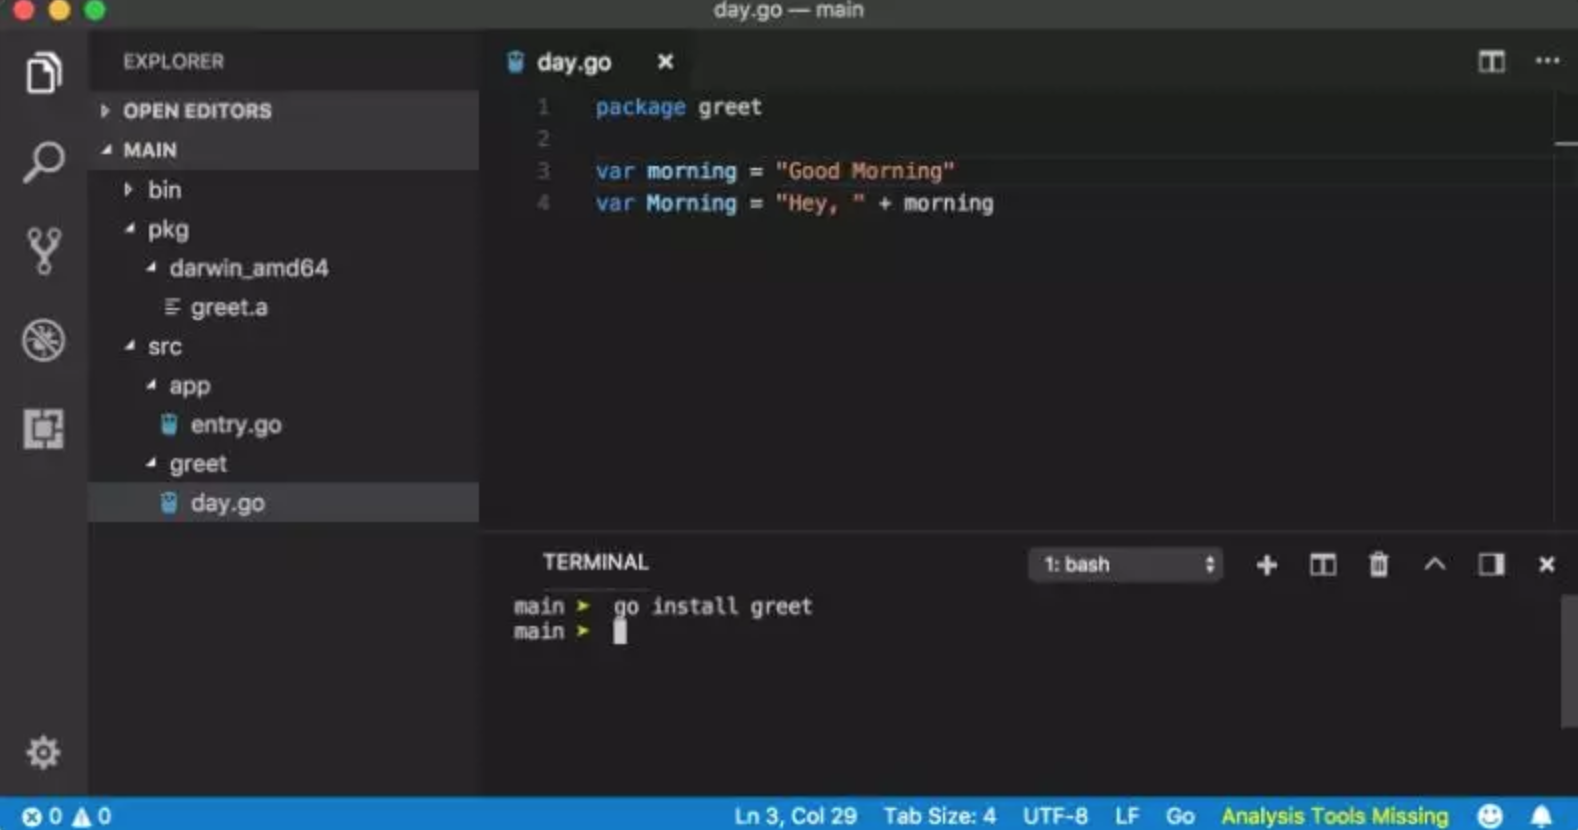 day.go — main
EXPLORER
OPEN EDITORS
MAIN
bin
pkg
darwin_amd64
greet.a
src
app
entry.go
greet
day.go
day.go
1 package greet
2
3 var morning = "Good Morning"
4 var Morning = "Hey, " + morning
TERMINAL
1: bash
main ➤ go install greet
main ➤
0 0
Ln 3, Col 29
Tab Size: 4
UTF-8
LF
Go
Analysis Tools Missing